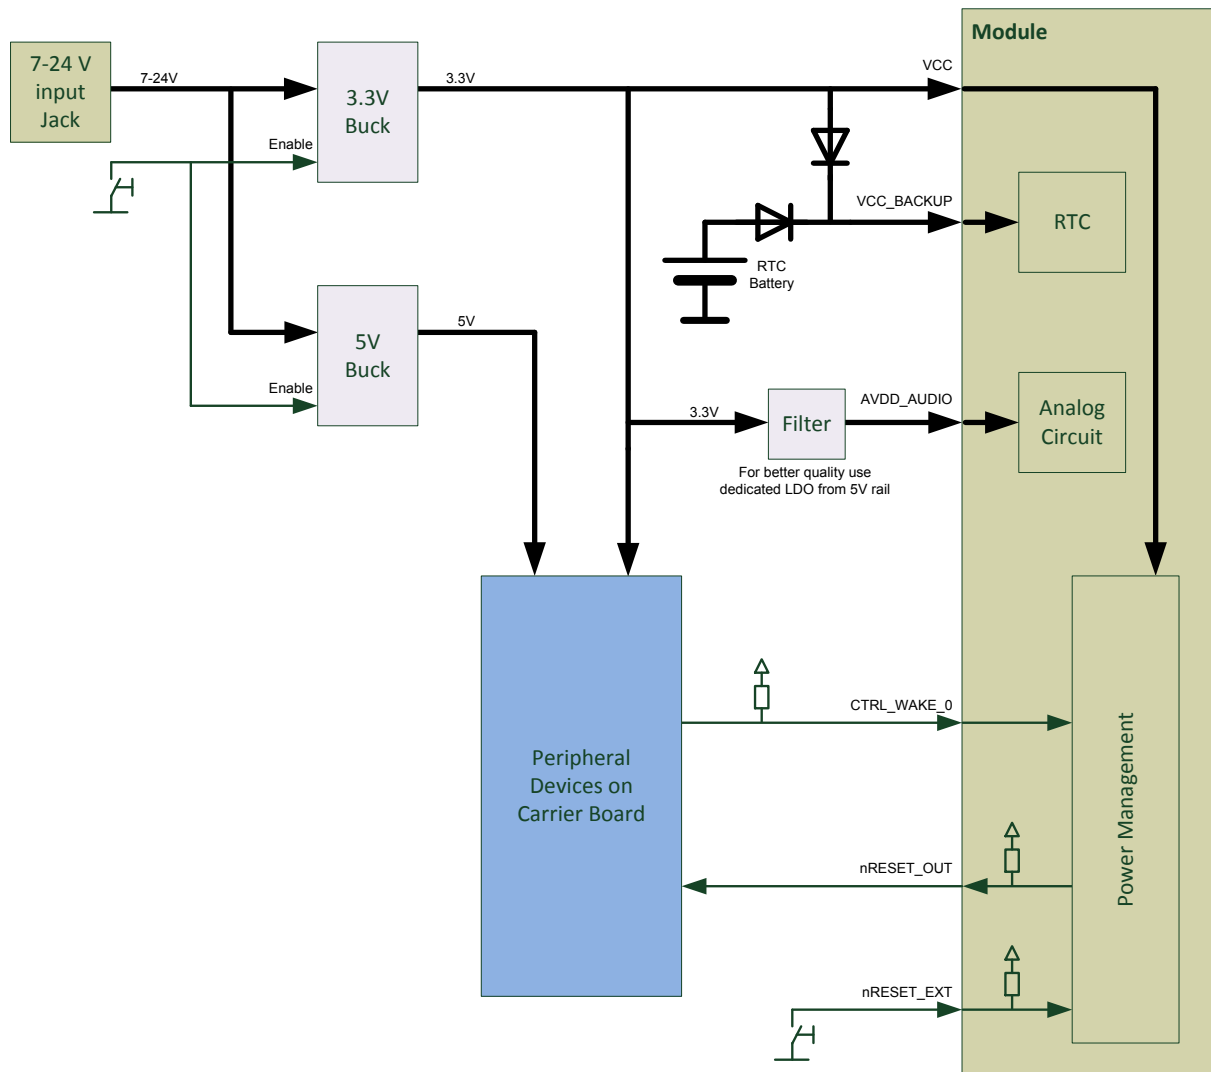 Module
7-24 V
input
Jack
7-24V
3.3V
Buck
3.3V
VCC
Enable
VCC_BACKUP
RTC
RTC
Battery
5V
Buck
5V
Enable
3.3V
Filter
AVDD_AUDIO
Analog
Circuit
For better quality use
dedicated LDO from 5V rail
CTRL_WAKE_0
Peripheral
Devices on
Carrier Board
Power Management
nRESET_OUT
nRESET_EXT